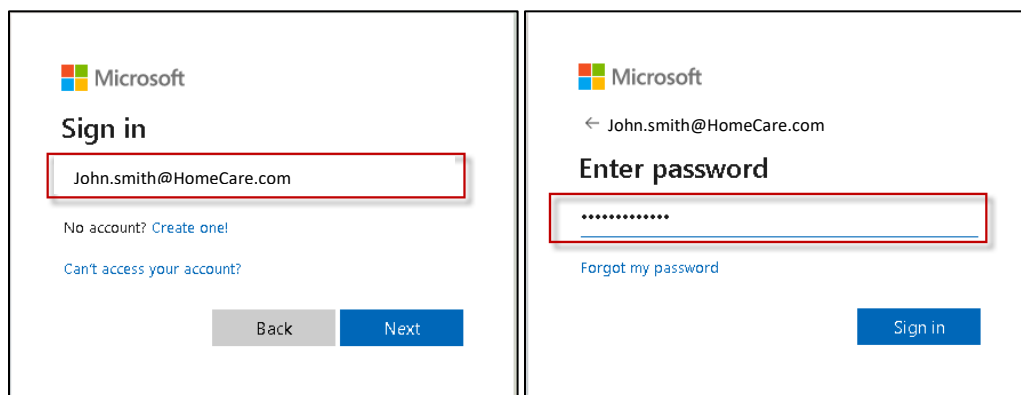 Microsoft
Sign in
John.smith@HomeCare.com
No account? Create one!
Can't access your account?
Back
Next
Microsoft
← John.smith@HomeCare.com
Enter password
•••••••••••••
Forgot my password
Sign in